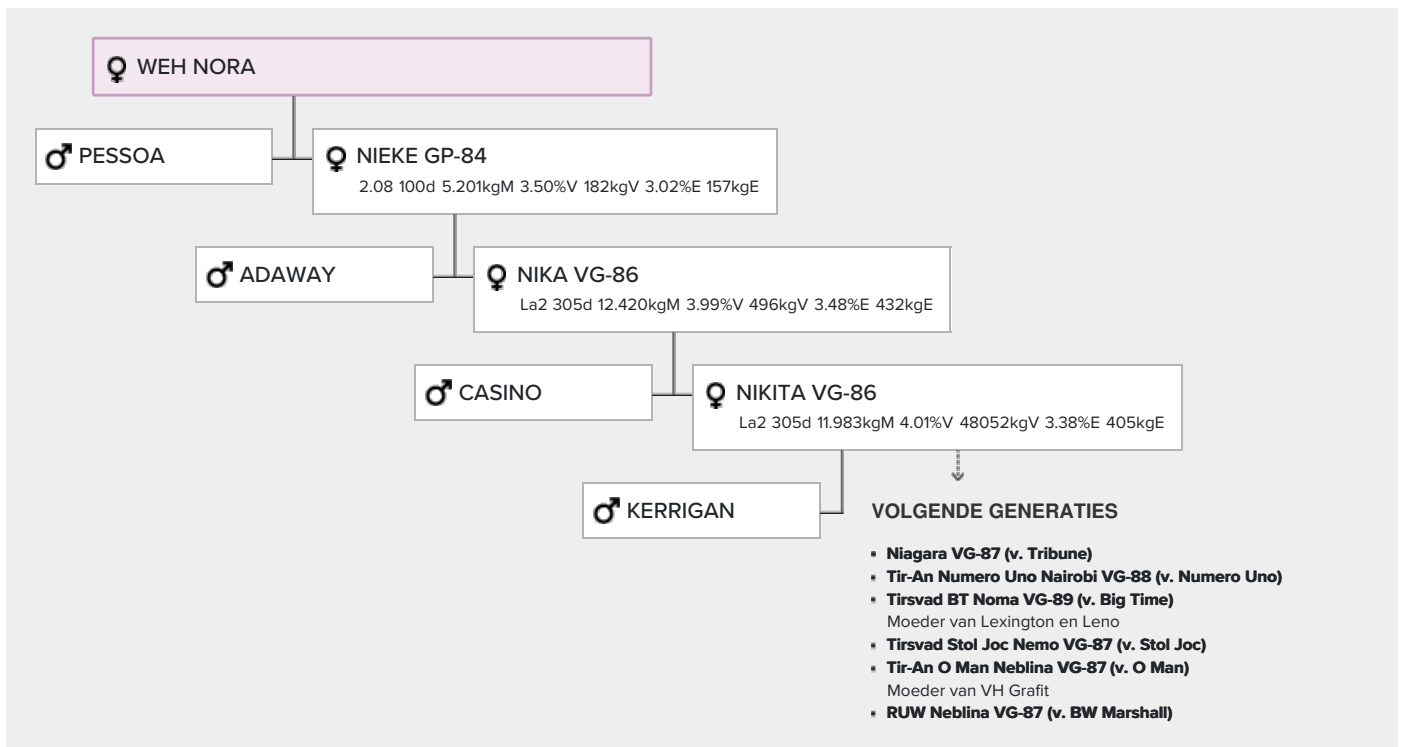 WEH NORA
PESSOA
NIEKE GP-84
2.08 100d 5.201kgM 3.50%V 182kgV 3.02%E 157kgE
ADAWAY
NIKA VG-86
La2 305d 12.420kgM 3.99%V 496kgV 3.48%E 432kgE
CASINO
NIKITA VG-86
La2 305d 11.983kgM 4.01%V 48052kgV 3.38%E 405kgE
KERRIGAN
VOLGENDE GENERATIES
Niagara VG-87 (v. Tribune)
Tir-An Numero Uno Nairobi VG-88 (v. Numero Uno)
Tirsvad BT Noma VG-89 (v. Big Time)
Moeder van Lexington en Leno
Tirsvad Stol Joc Nemo VG-87 (v. Stol Joc)
Tir-An O Man Neblina VG-87 (v. O Man)
Moeder van VH Grafit
RUW Neblina VG-87 (v. BW Marshall)